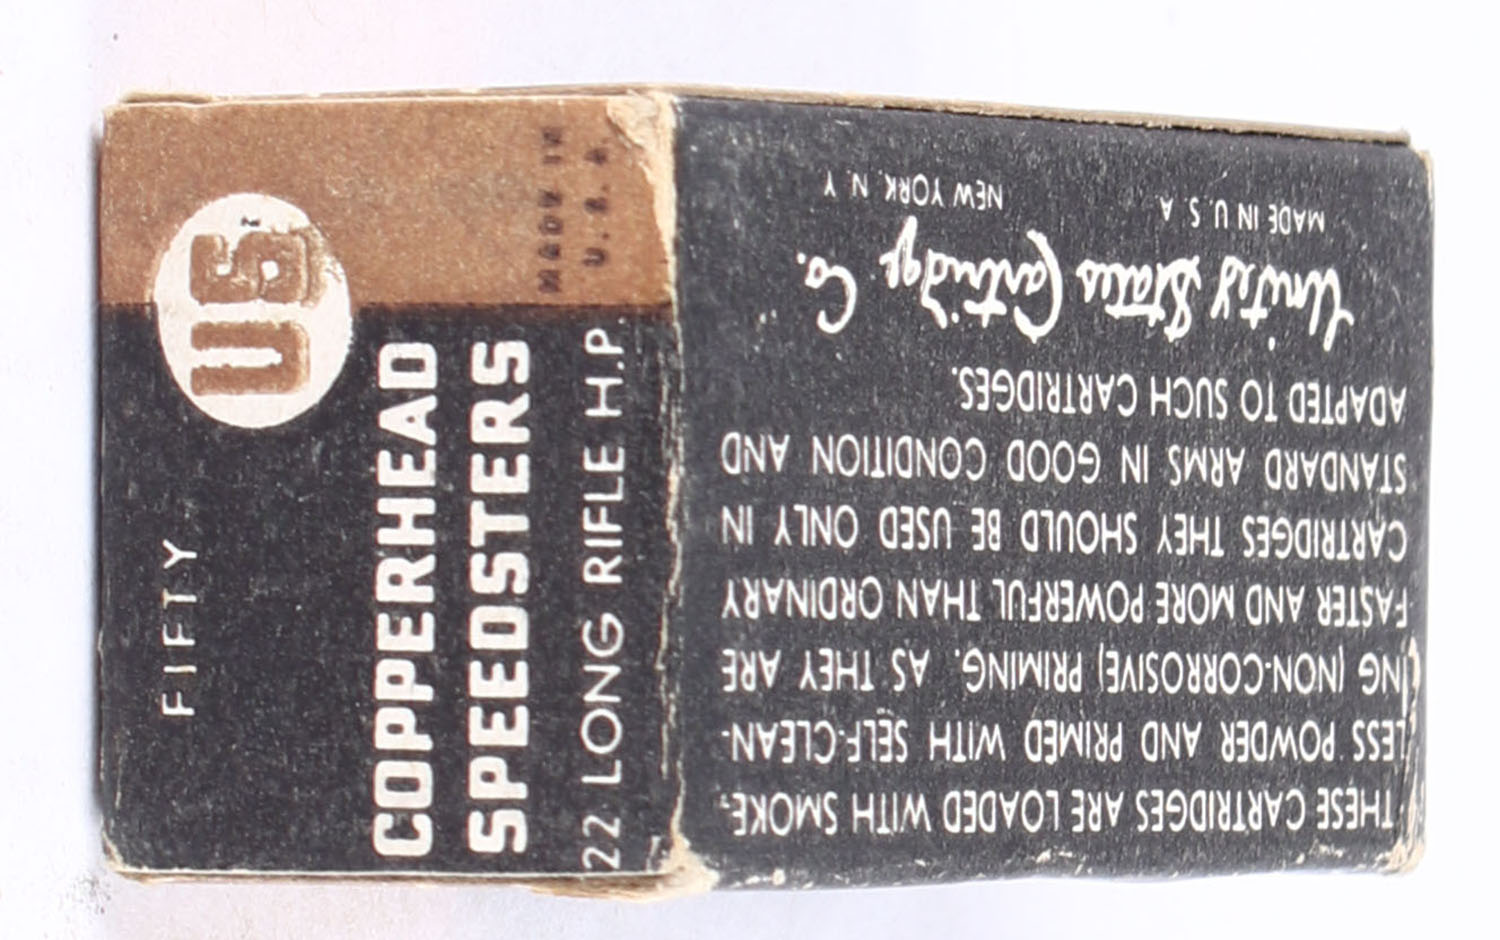 FIFTY
US
COPPERHEAD
SPEEDSTERS
22 LONG RIFLE H.P.
MADE IN
U. S. A.
THESE CARTRIDGES ARE LOADED WITH SMOKE-
LESS POWDER AND PRIMED WITH SELF-CLEAN-
ING (NON-CORROSIVE) PRIMING. AS THEY ARE
FASTER AND MORE POWERFUL THAN ORDINARY
CARTRIDGES THEY SHOULD BE USED ONLY IN
STANDARD ARMS IN GOOD CONDITION AND
ADAPTED TO SUCH CARTRIDGES.
United States Cartridge Co.
MADE IN U. S. A. NEW YORK, N. Y.